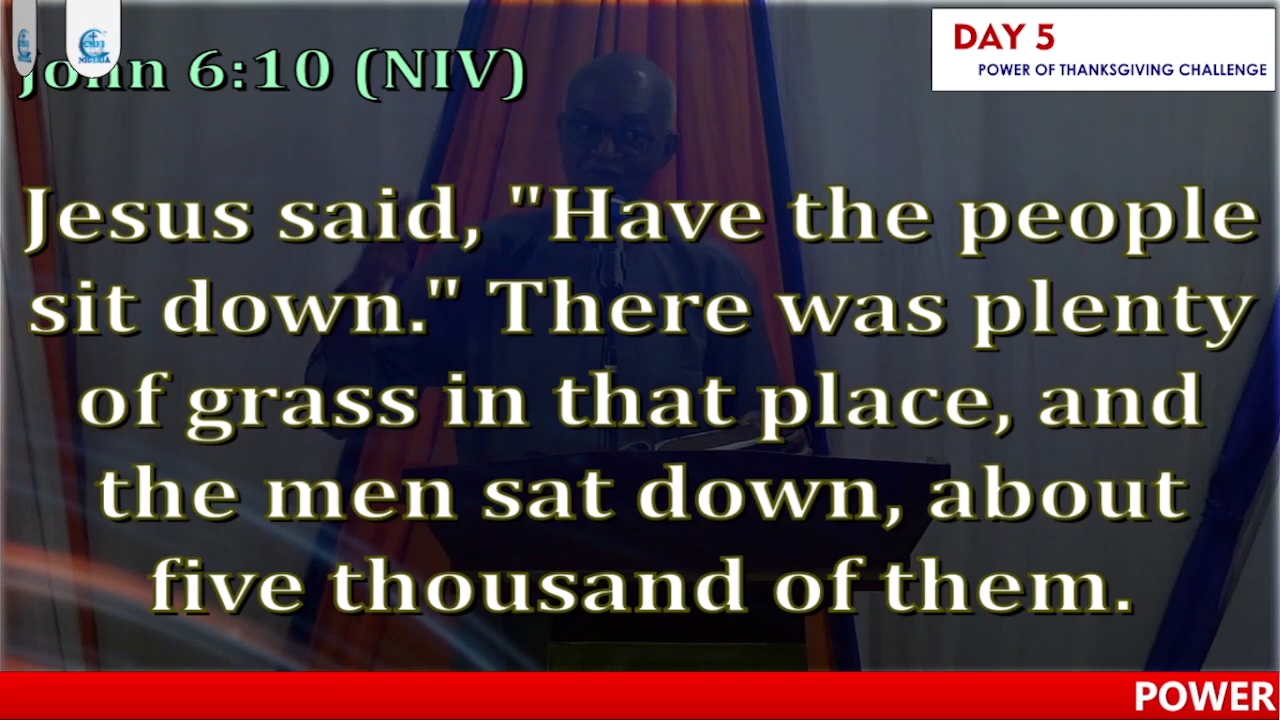 John 6:10 (NIV)
DAY 5
POWER OF THANKSGIVING CHALLENGE
Jesus said, "Have the people
sit down." There was plenty
of grass in that place, and
the men sat down, about
five thousand of them.
POWER